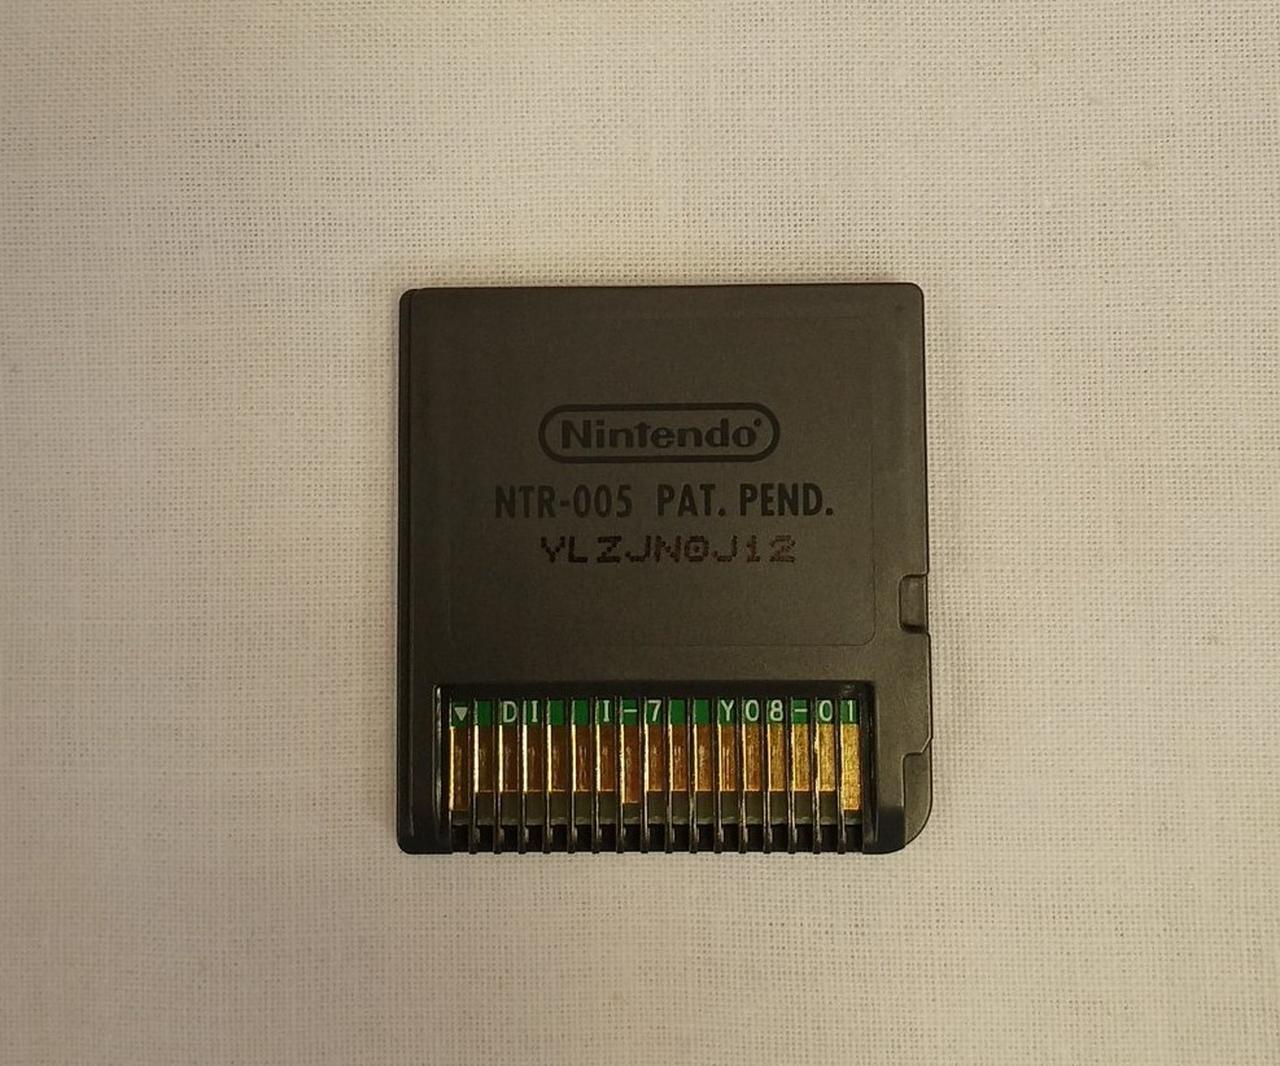 Nintendo
NTR-005 PAT. PEND.
YLZJN0J12
▼ DI I-7 Y08-01